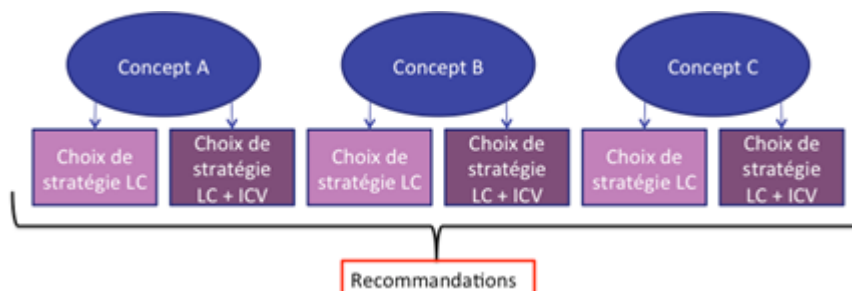 Concept A
Concept B
Concept C
Choix de
stratégie LC
Choix de
stratégie
LC + ICV
Choix de
stratégie LC
Choix de
stratégie
LC + ICV
Choix de
stratégie LC
Choix de
stratégie
LC + ICV
Recommandations